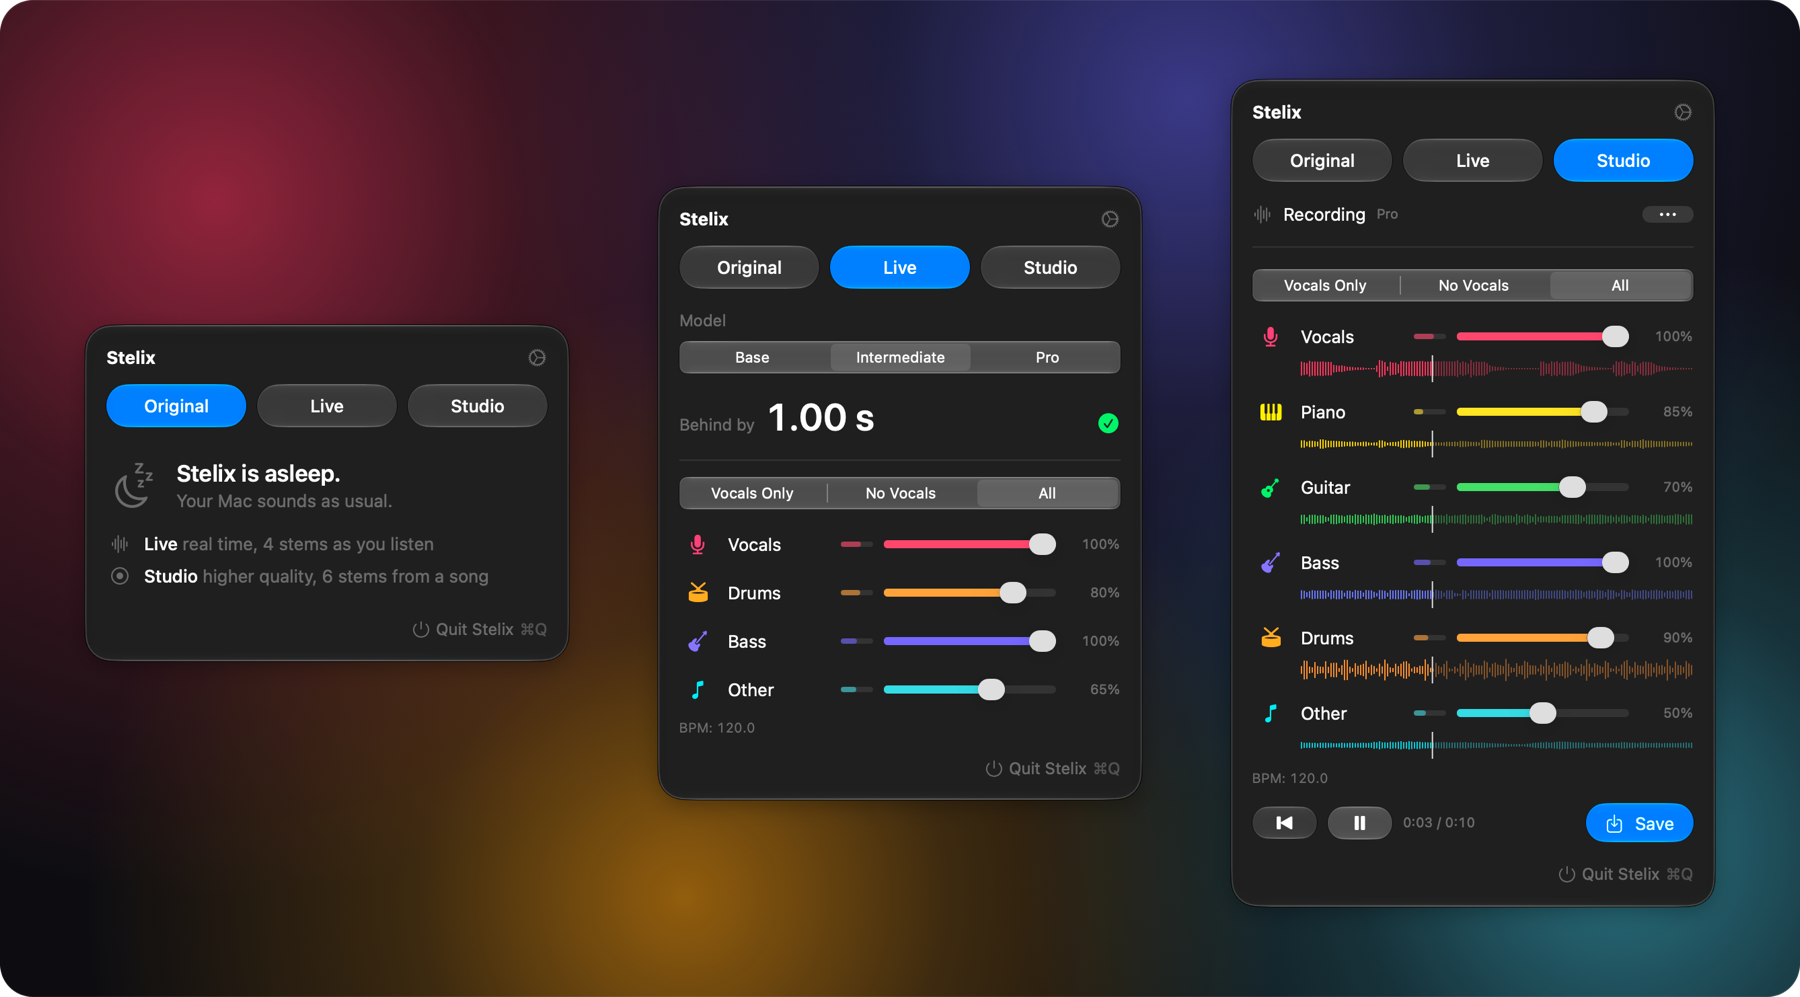 Stelix
Original Live Studio
Stelix is asleep.
Your Mac sounds as usual.
Live real time, 4 stems as you listen
Studio higher quality, 6 stems from a song
Quit Stelix ⌘Q
Stelix
Original Live Studio
Model
Base Intermediate Pro
Behind by 1.00 s
Vocals Only No Vocals All
Vocals 100%
Drums 80%
Bass 100%
Other 65%
BPM: 120.0
Quit Stelix ⌘Q
Stelix
Original Live Studio
Recording Pro
Vocals Only No Vocals All
Vocals 100%
Piano 85%
Guitar 70%
Bass 100%
Drums 90%
Other 50%
BPM: 120.0
0:03 / 0:10 Save
Quit Stelix ⌘Q